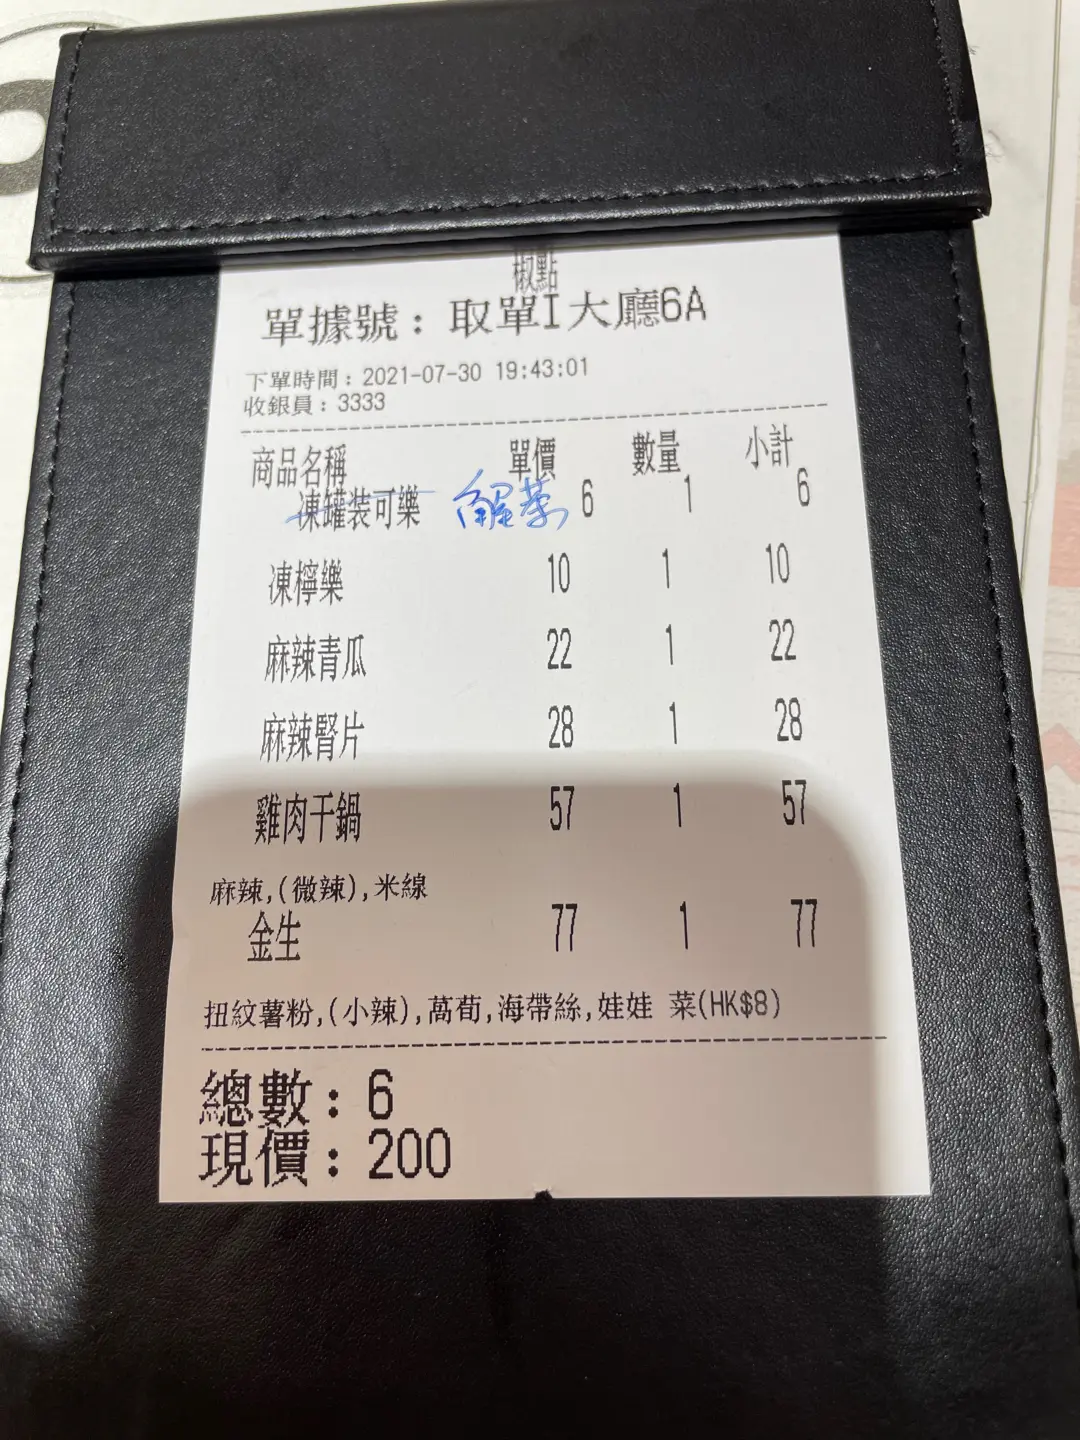 椒點
單據號：取單I大廳6A
下單時間：2021-07-30 19:43:01
收銀員：3333
商品名稱 單價 數量 小計
凍罐装可樂 6 1 6
凍檸樂 10 1 10
麻辣青瓜 22 1 22
麻辣腎片 28 1 28
雞肉干鍋 57 1 57
麻辣,(微辣),米線
金生 77 1 77
扭紋薯粉,(小辣),萵荀,海帶絲,娃娃 菜(HK$8)
總數：6
現價：200